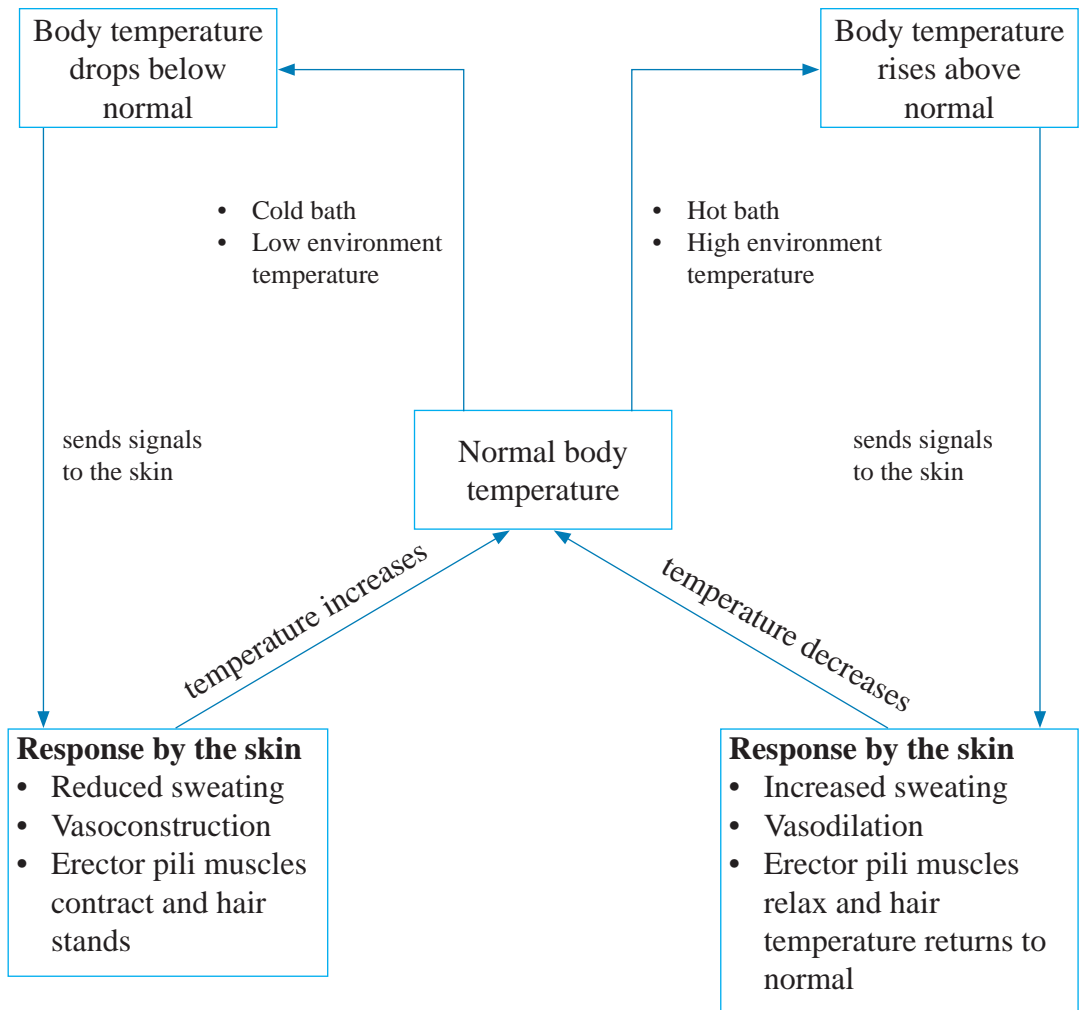 Body temperature
drops below
normal
Body temperature
rises above
normal
• Cold bath
• Low environment
temperature
• Hot bath
• High environment
temperature
sends signals
to the skin
Normal body
temperature
sends signals
to the skin
temperature increases
temperature decreases
Response by the skin
• Reduced sweating
• Vasoconstruction
• Erector pili muscles
contract and hair
stands
Response by the skin
• Increased sweating
• Vasodilation
• Erector pili muscles
relax and hair
temperature returns to
normal